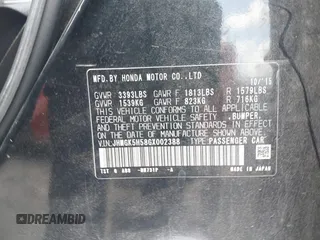 MFD.BY HONDA MOTOR CO.,LTD 10/15
GVWR 3393LBS GAWR F 1813LBS R 1579LBS
GVWR 1539KG GAWR F 823KG R 716KG
THIS VEHICLE CONFORMS TO ALL APPLICABLE
FEDERAL MOTOR VEHICLE SAFETY, BUMPER,
AND THEFT PREVENTION STANDARDS IN EFFECT
ON THE DATE OF MANUFACTURE SHOWN ABOVE.
V.I.N: JHMGK5H58GX002388 TYPE:PASSENGER CAR
MADE IN JAPAN
AUTOBIDMASTER